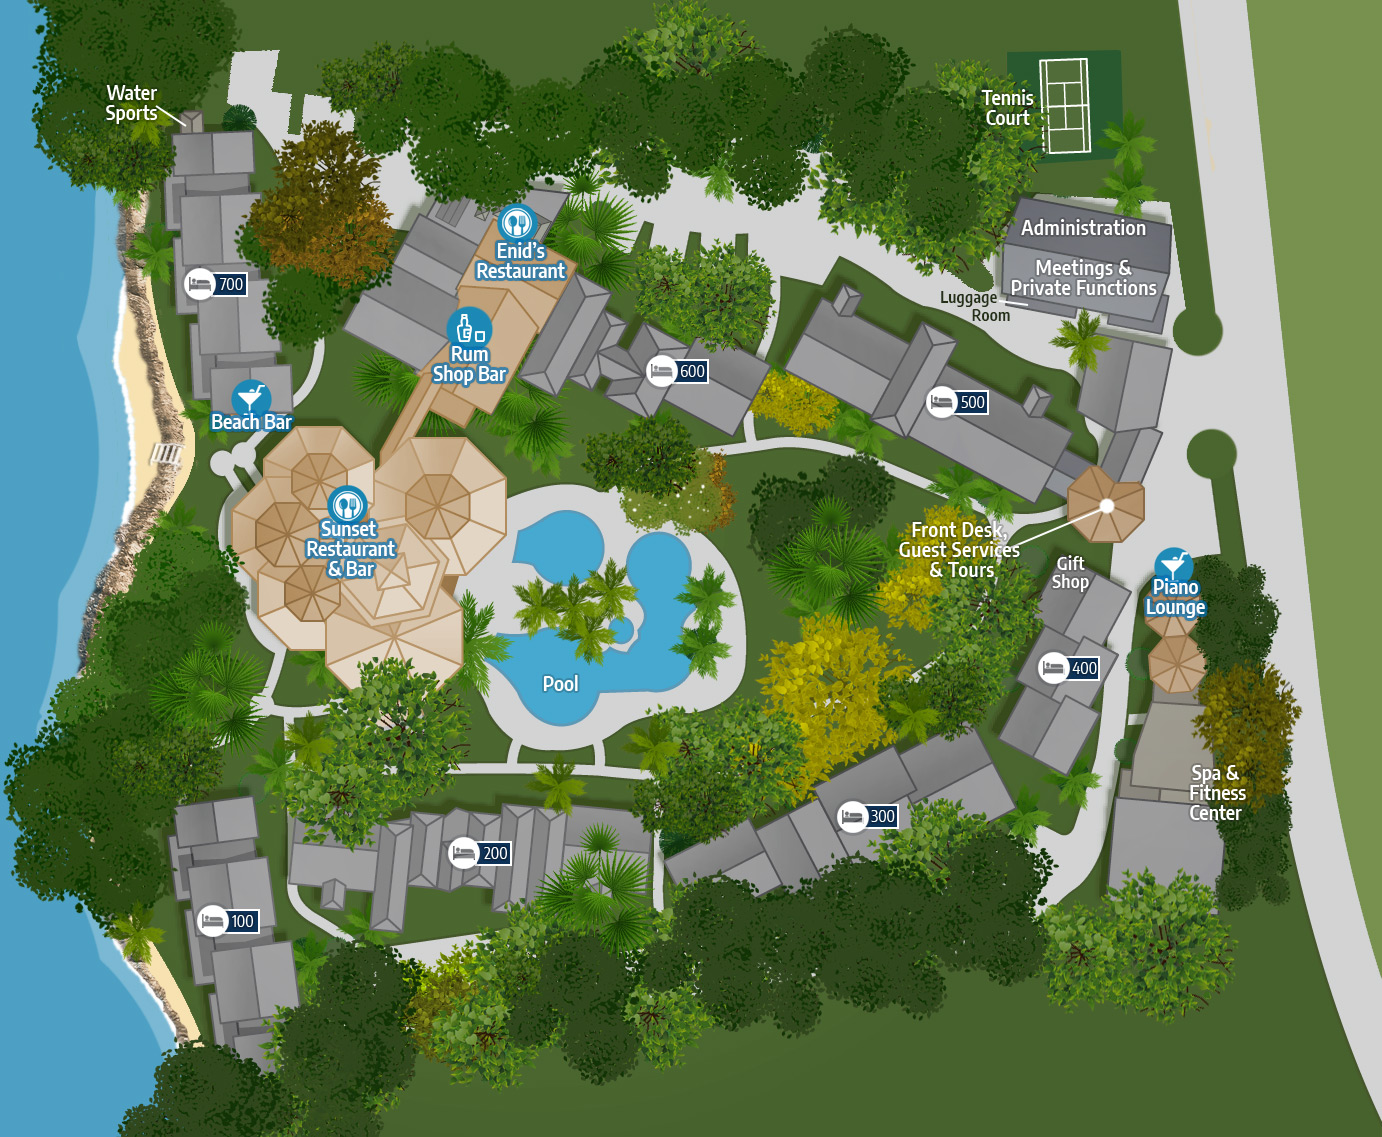 Water
Sports
Tennis
Court
Administration
Meetings &
Private Functions
Luggage
Room
Enid's
Restaurant
700
Rum
Shop Bar
600
500
Beach Bar
Sunset
Restaurant
& Bar
Front Desk,
Guest Services
& Tours
Gift
Shop
Piano
Lounge
400
Pool
Spa &
Fitness
Center
300
200
100